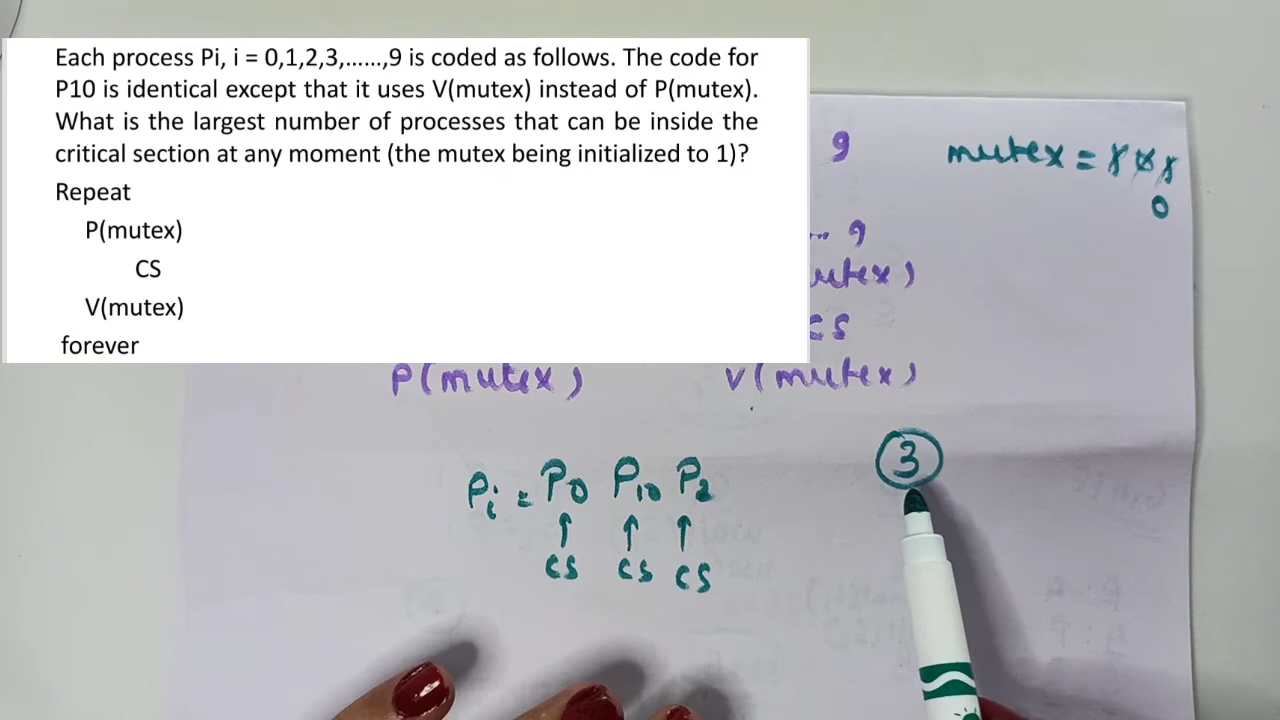 Each process Pi, i = 0,1,2,3,......,9 is coded as follows. The code for
P10 is identical except that it uses V(mutex) instead of P(mutex).
What is the largest number of processes that can be inside the
critical section at any moment (the mutex being initialized to 1)?
Repeat
P(mutex)
CS
V(mutex)
forever
9
mutex =
0
9
utex)
CS
P(mutex) V(mutex)
3
Pi = P0 P10 P2
↑ ↑ ↑
CS CS CS